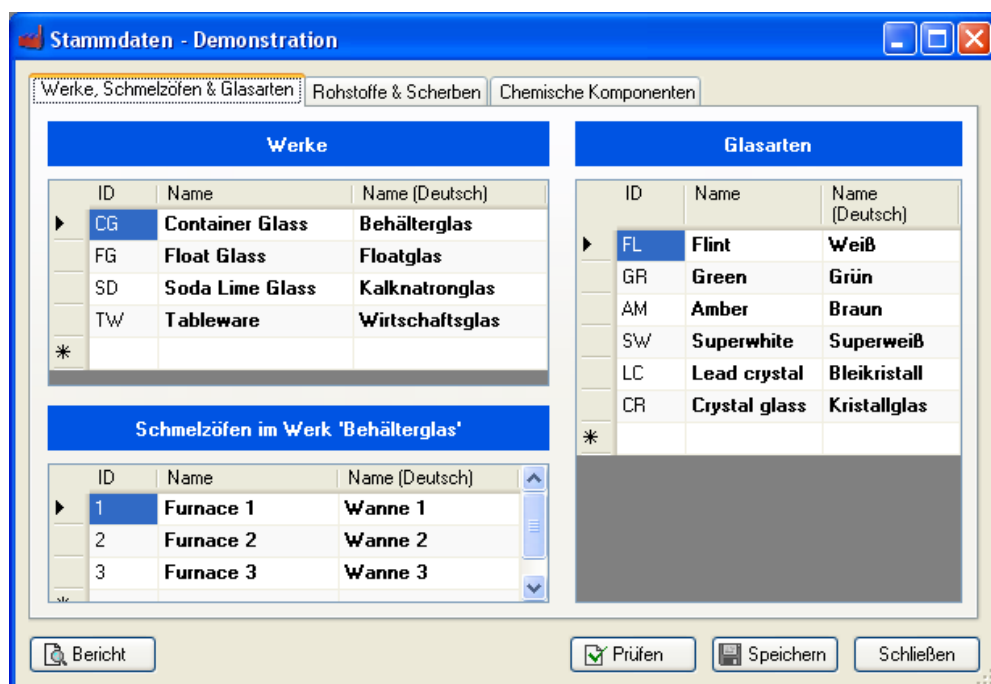 Stammdaten - Demonstration
Werke, Schmelzöfen & Glasarten Rohstoffe & Scherben Chemische Komponenten
Werke
ID Name Name (Deutsch)
CG Container Glass Behälterglas
FG Float Glass Floatglas
SD Soda Lime Glass Kalknatronglas
TW Tableware Wirtschaftsglas
Schmelzöfen im Werk 'Behälterglas'
ID Name Name (Deutsch)
1 Furnace 1 Wanne 1
2 Furnace 2 Wanne 2
3 Furnace 3 Wanne 3
Glasarten
ID Name Name
(Deutsch)
FL Flint Weiß
GR Green Grün
AM Amber Braun
SW Superwhite Superweiß
LC Lead crystal Bleikristall
CR Crystal glass Kristallglas
Bericht Prüfen Speichern Schließen